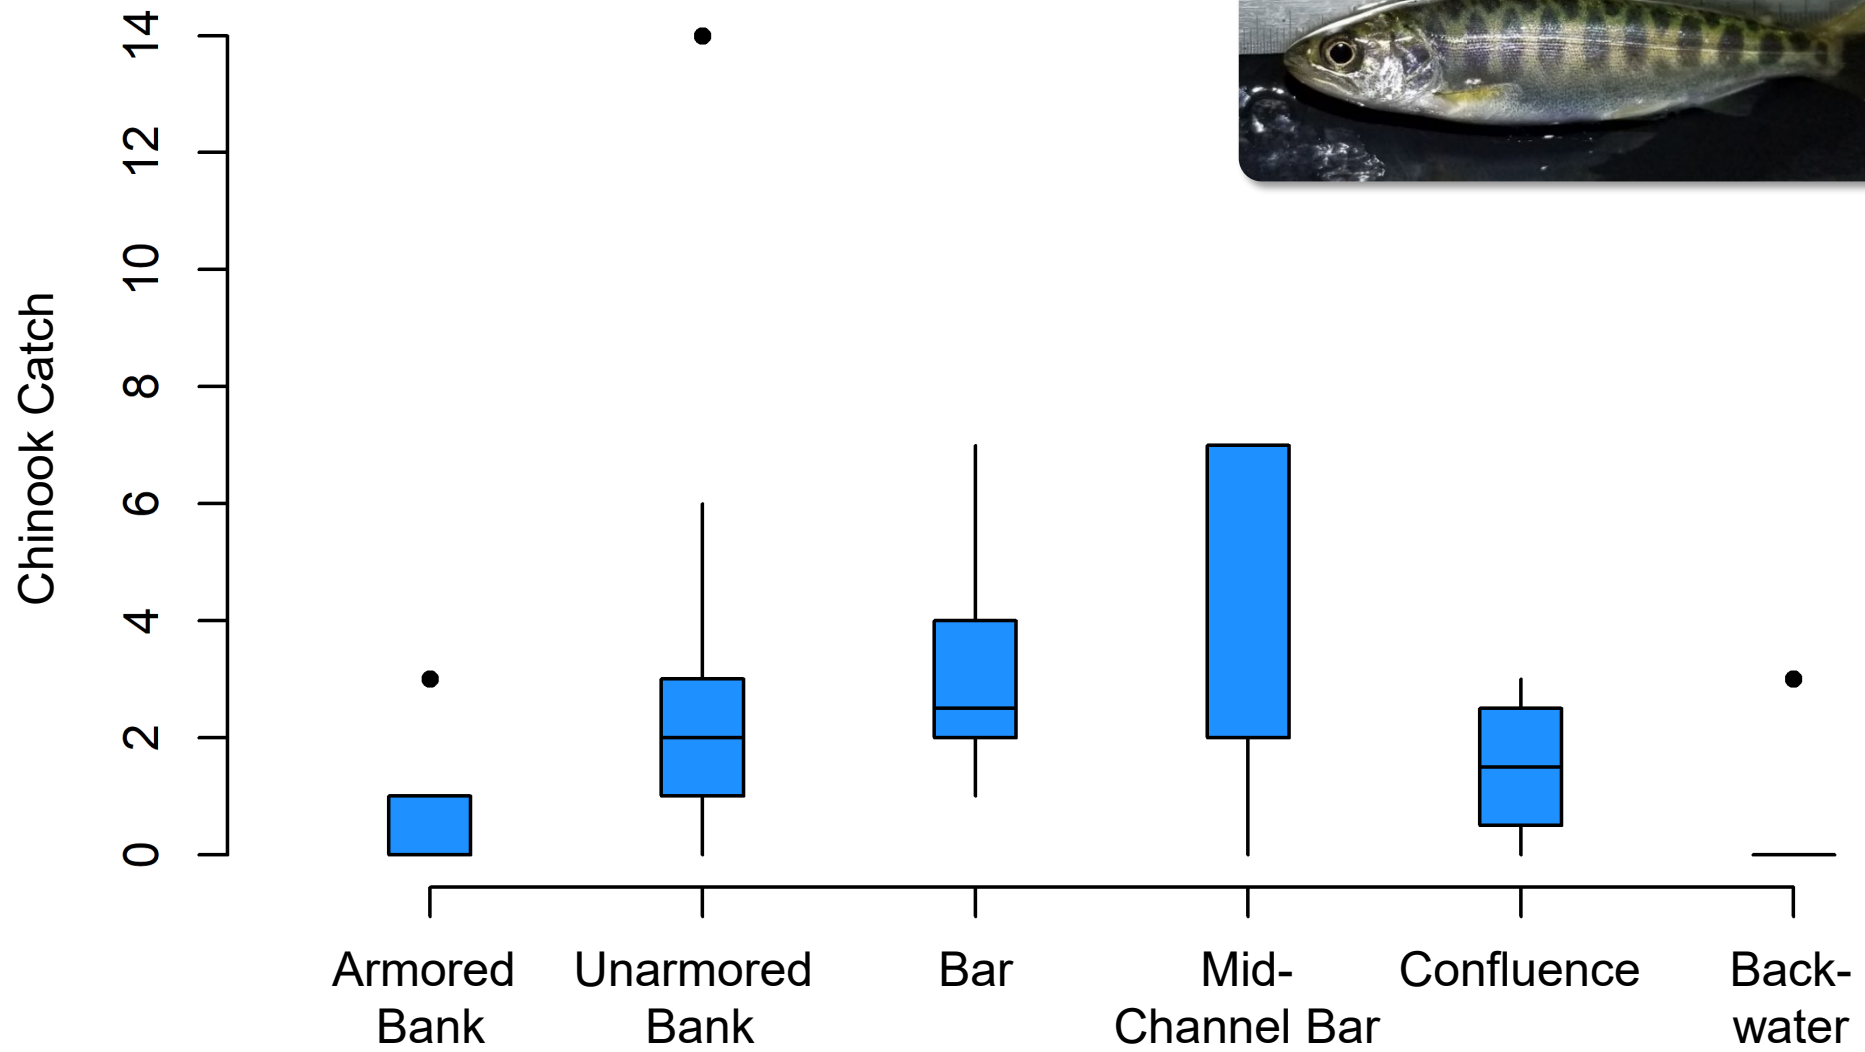 Chinook Catch
14
12
10
8
6
4
2
0
Armored
Bank
Unarmored
Bank
Bar
Mid-
Channel Bar
Confluence
Back-
water